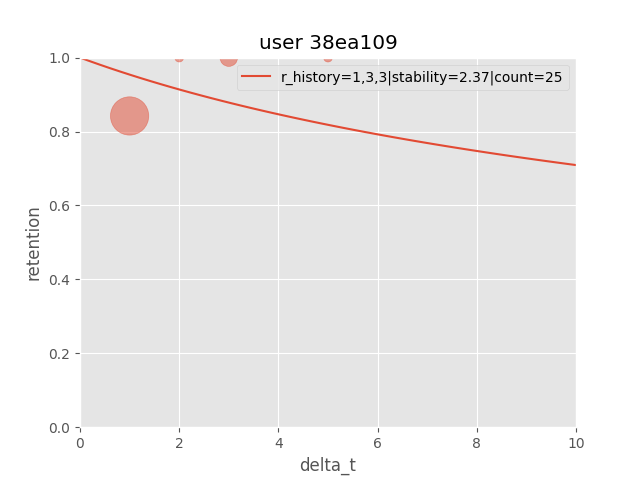 user 38ea109
r_history=1,3,3|stability=2.37|count=25
1.0
0.8
0.6
0.4
0.2
0.0
retention
0 2 4 6 8 10
delta_t